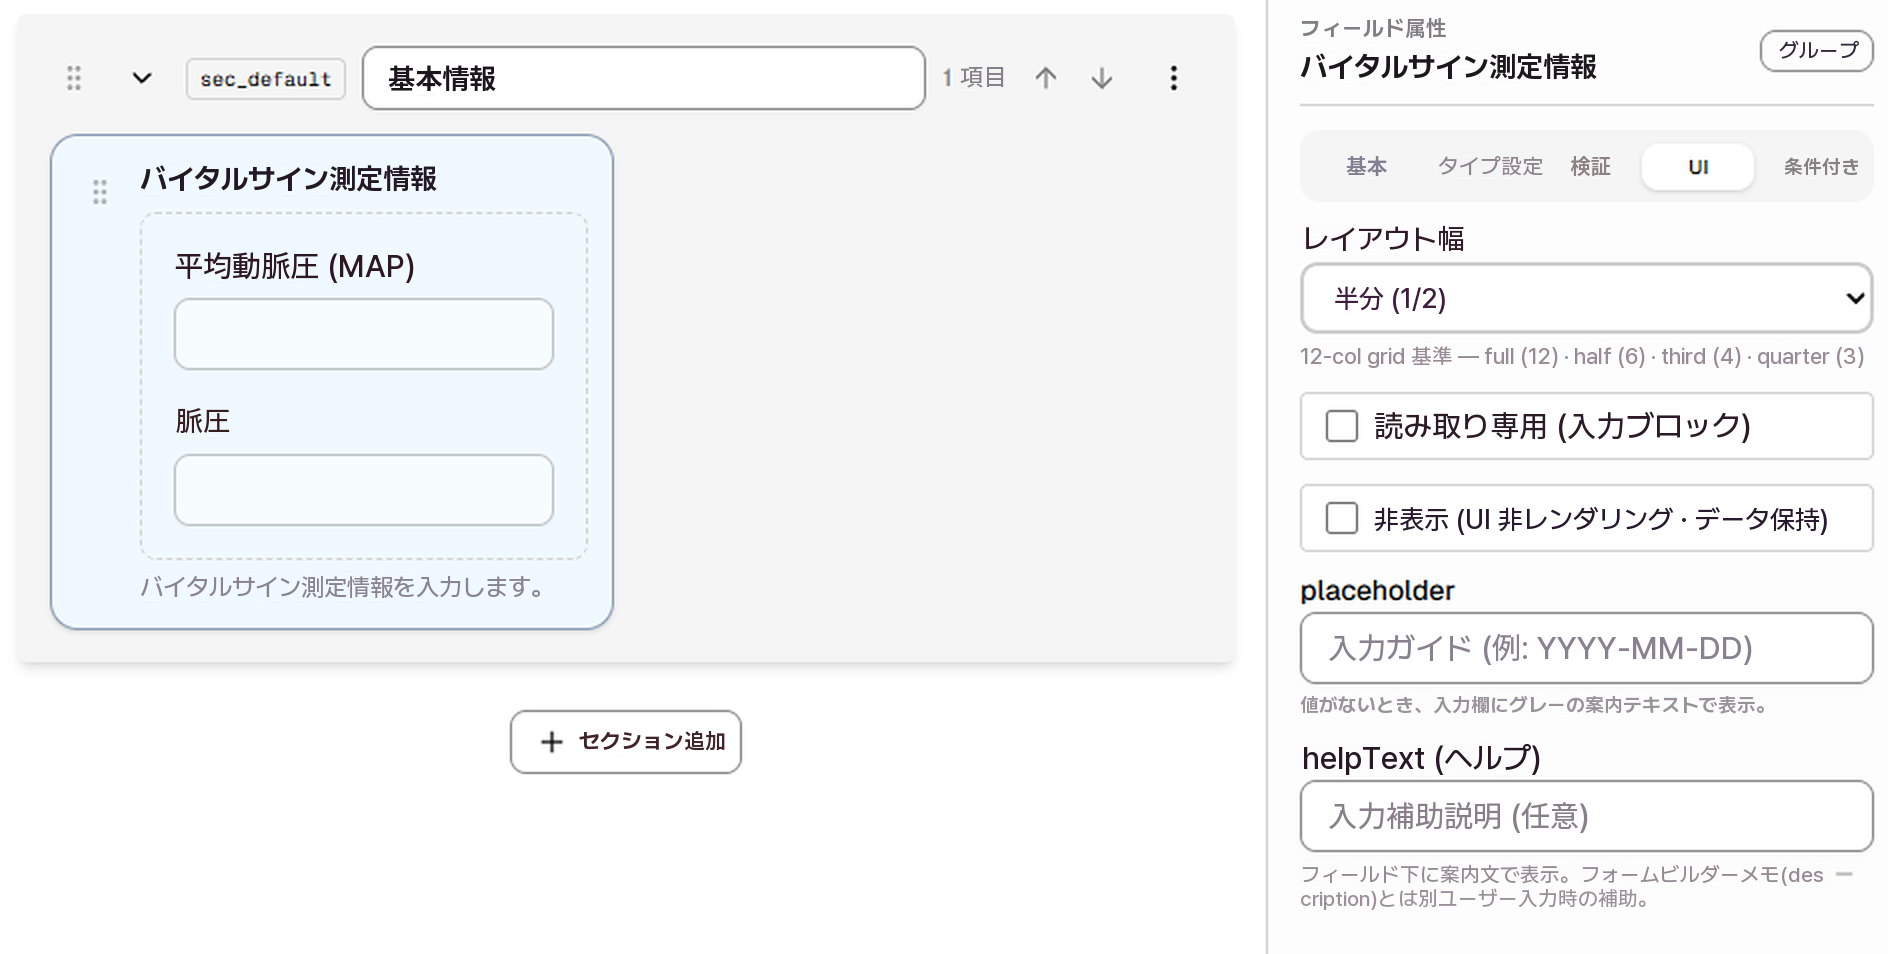 sec_default
基本情報
1 項目
バイタルサイン測定情報
平均動脈圧 (MAP)
脈圧
バイタルサイン測定情報を入力します。
セクション追加
フィールド属性
バイタルサイン測定情報
グループ
基本 タイプ設定 検証 UI 条件付き
レイアウト幅
半分 (1/2)
12-col grid 基準 — full (12) · half (6) · third (4) · quarter (3)
読み取り専用 (入力ブロック)
非表示 (UI 非レンダリング · データ保持)
placeholder
入力ガイド (例: YYYY-MM-DD)
値がないとき、入力欄にグレーの案内テキストで表示。
helpText (ヘルプ)
入力補助説明 (任意)
フィールド下に案内文で表示。フォームビルダーメモ(des —
cription)とは別ユーザー入力時の補助。